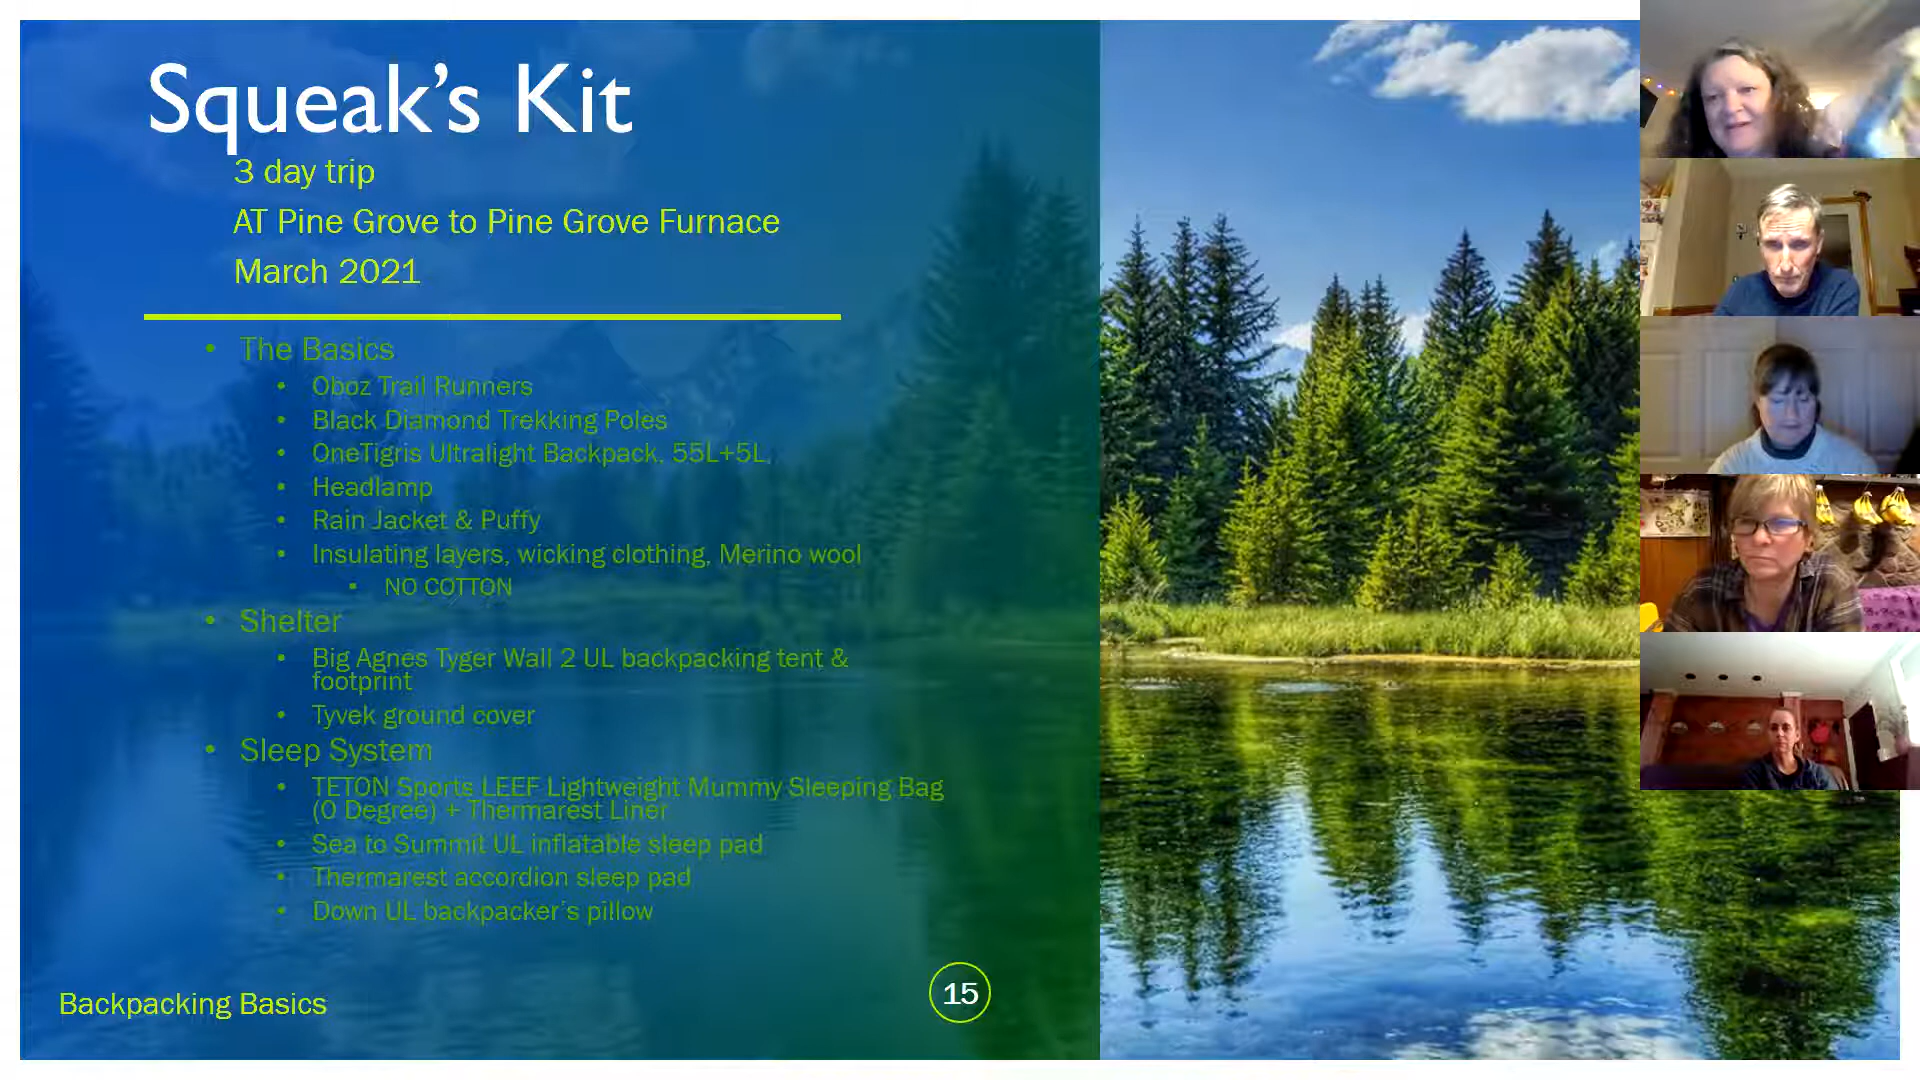 Squeak's Kit
3 day trip
AT Pine Grove to Pine Grove Furnace
March 2021
• The Basics
• Oboz Trail Runners
• Black Diamond Trekking Poles
• OneTigris Ultralight Backpack, 55L+5L,
• Headlamp
• Rain Jacket & Puffy
• Insulating layers, wicking clothing, Merino wool
• NO COTTON
• Shelter
• Big Agnes Tyger Wall 2 UL backpacking tent &
footprint
• Tyvek ground cover
• Sleep System
• TETON Sports LEEF Lightweight Mummy Sleeping Bag
(0 Degree) + Thermarest Liner
• Sea to Summit UL inflatable sleep pad
• Thermarest accordion sleep pad
• Down UL backpacker's pillow
Backpacking Basics
15